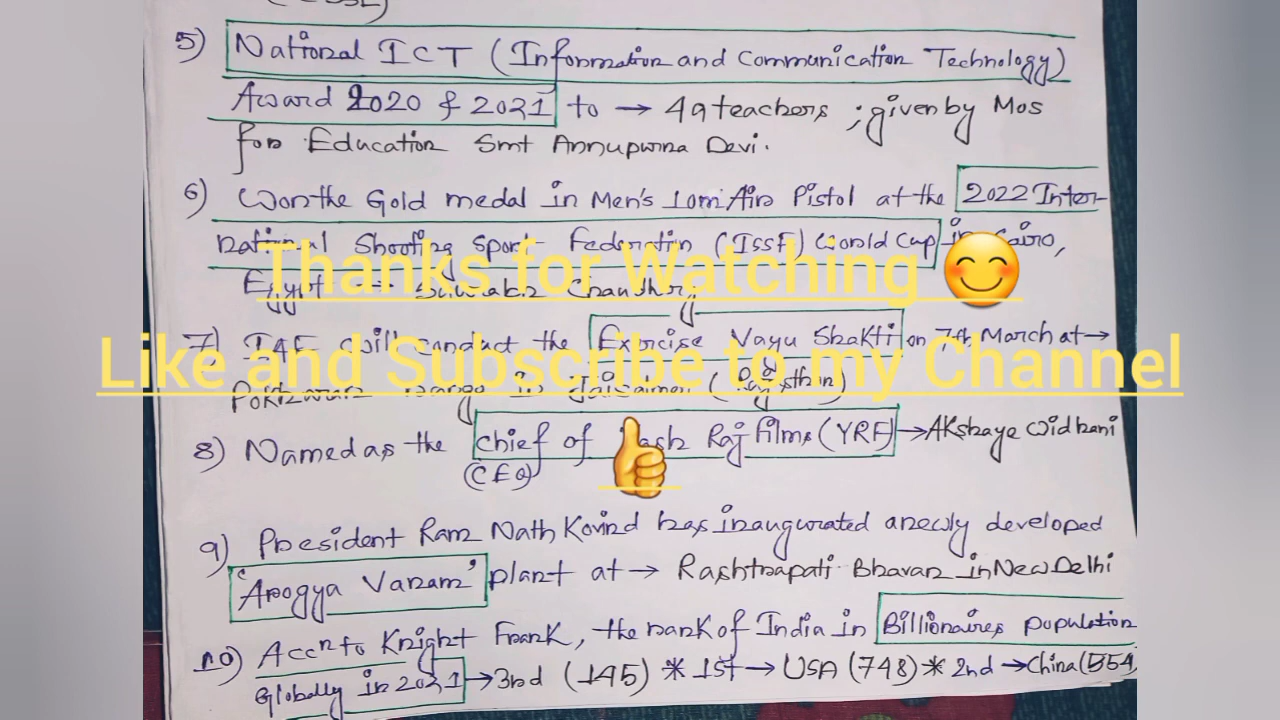 5) National ICT (Information and Communication Technology)
Award 2020 & 2021 to → 49 teachers ; given by Mos
for Education Smt Annupurna Devi.
6) Won the Gold medal in Men's 10m Air Pistol at the 2022 Inter-
national Shooting Sport Federatin (ISSF) World Cup in Cairo,
Egypt → Chaudhry
Thanks for Watching 😊
7) IAF will conduct the Exercise Vayu Shakti on 7th March at →
Like and Subscribe to my Channel
Range in Jaisalmer (Rajasthan)
8) Named as the chief of Yash Raj Films (YRF) → Akshaye Widhani
(CEO)
👍
9) President Ram Nath Kovind has inaugurated a newly developed
'Arogya Vanam' plant at → Rashtrapati Bhavan in New Delhi
10) Accn to Knight Frank, the rank of India in Billionaires population
Globally in 2021 → 3rd (145) * 1st → USA (748) * 2nd → China (554